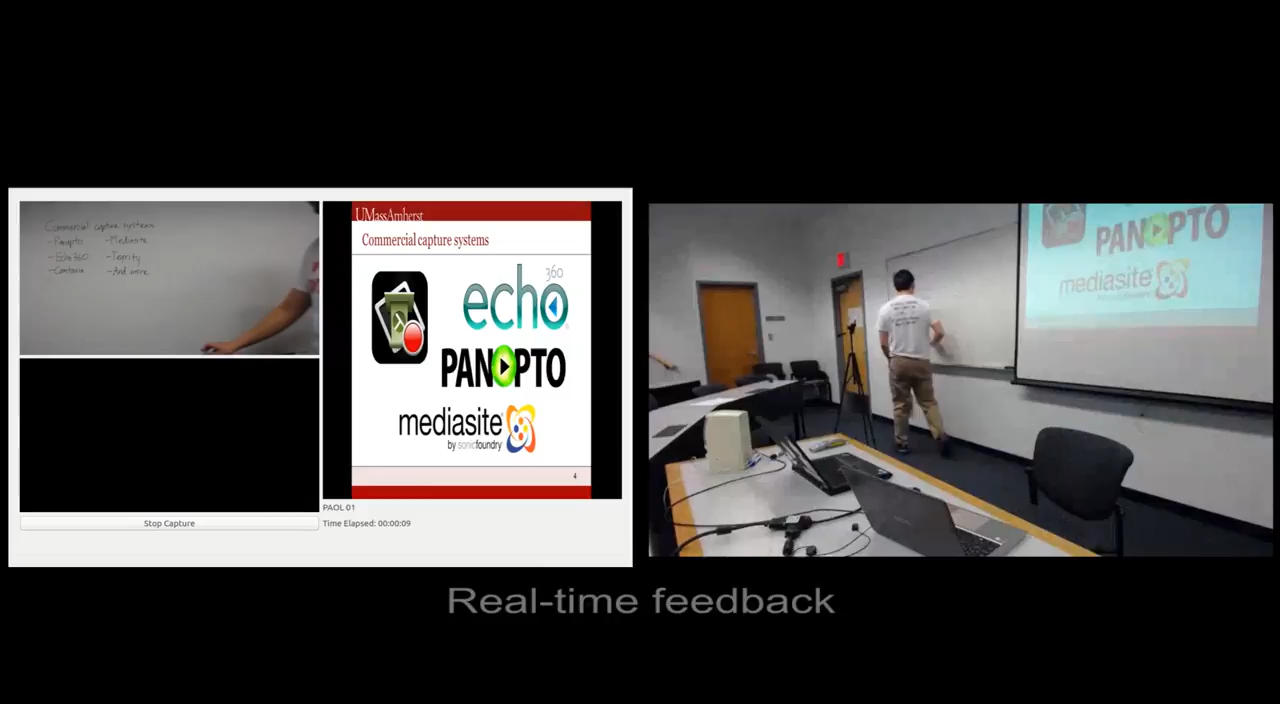 Commercial capture systems
-Panopto -Mediasite
-Echo360 -Tegrity
-Camtasia -And more
UMassAmherst
Commercial capture systems
echo 360
PANOPTO
mediasite
by sonicfoundry
4
PAOL 01
Stop Capture
Time Elapsed: 00:00:09
PANOPTO
mediasite
Real-time feedback